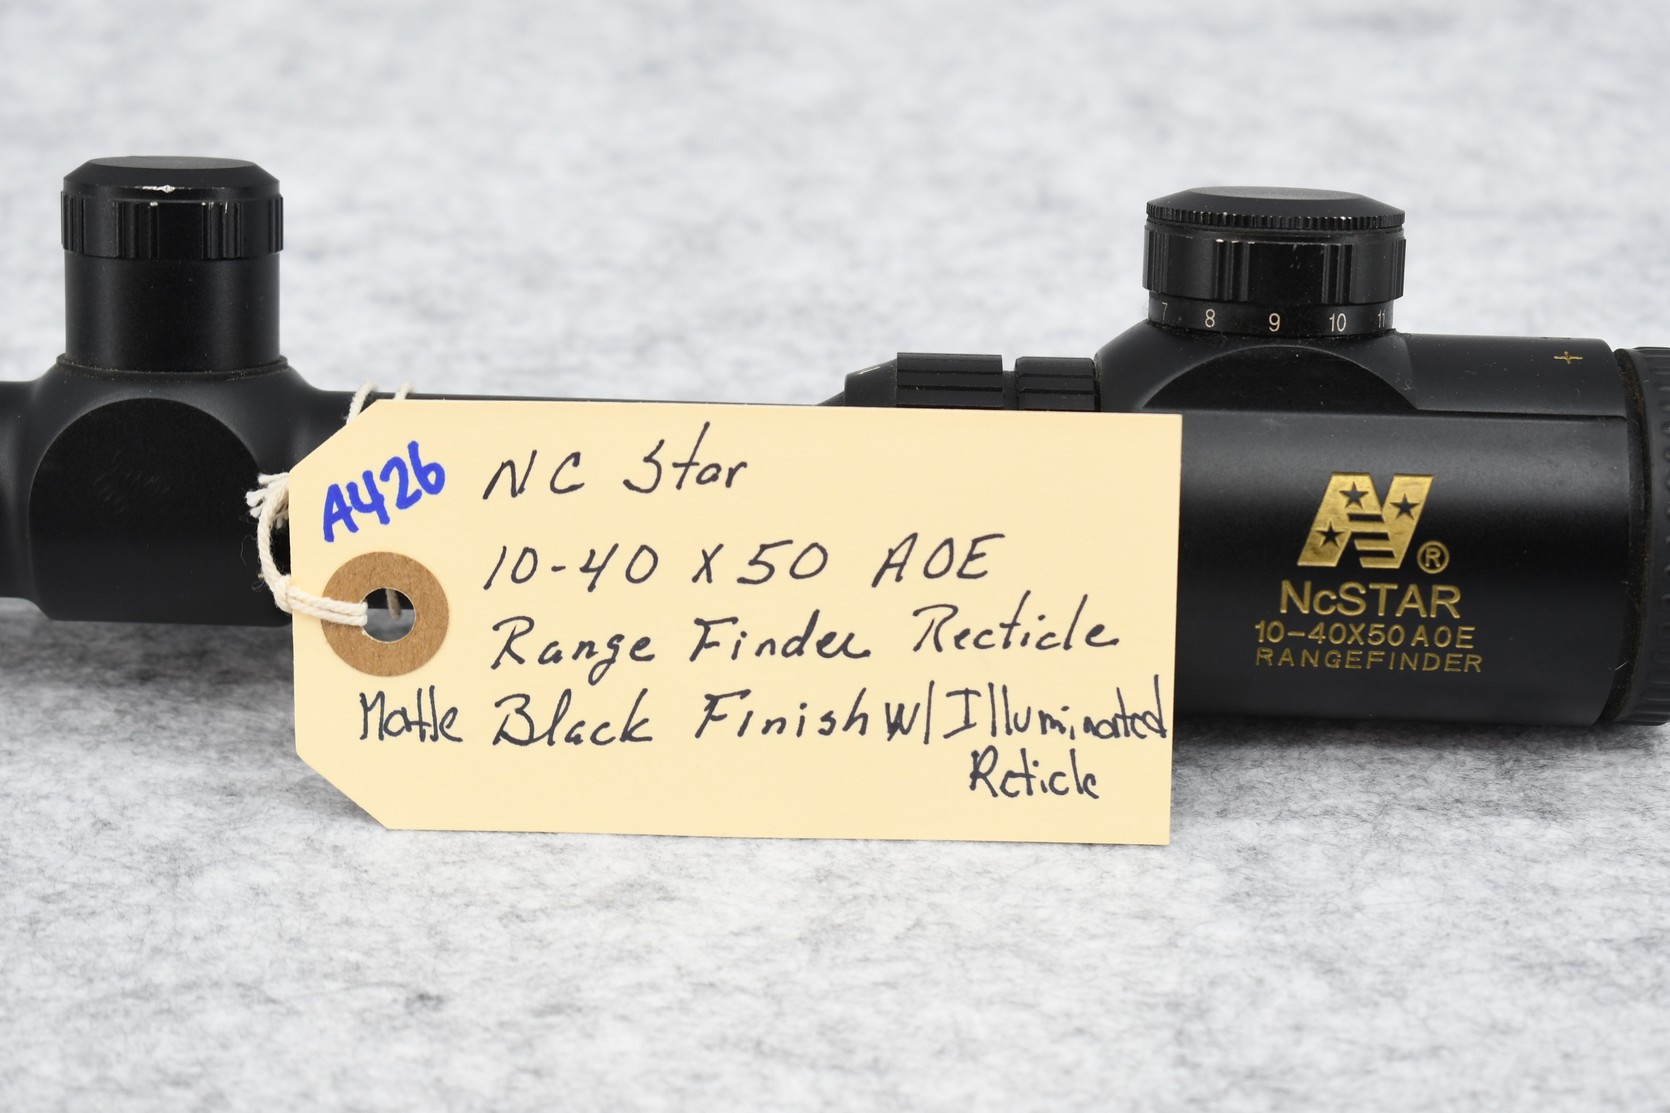 A426
NC Star
10-40 x 50 AOE
Range Finder Recticle
Matte Black Finish w/ Illuminated
Reticle
7 8 9 10 11
®
NcSTAR
10-40X50 AOE
RANGEFINDER